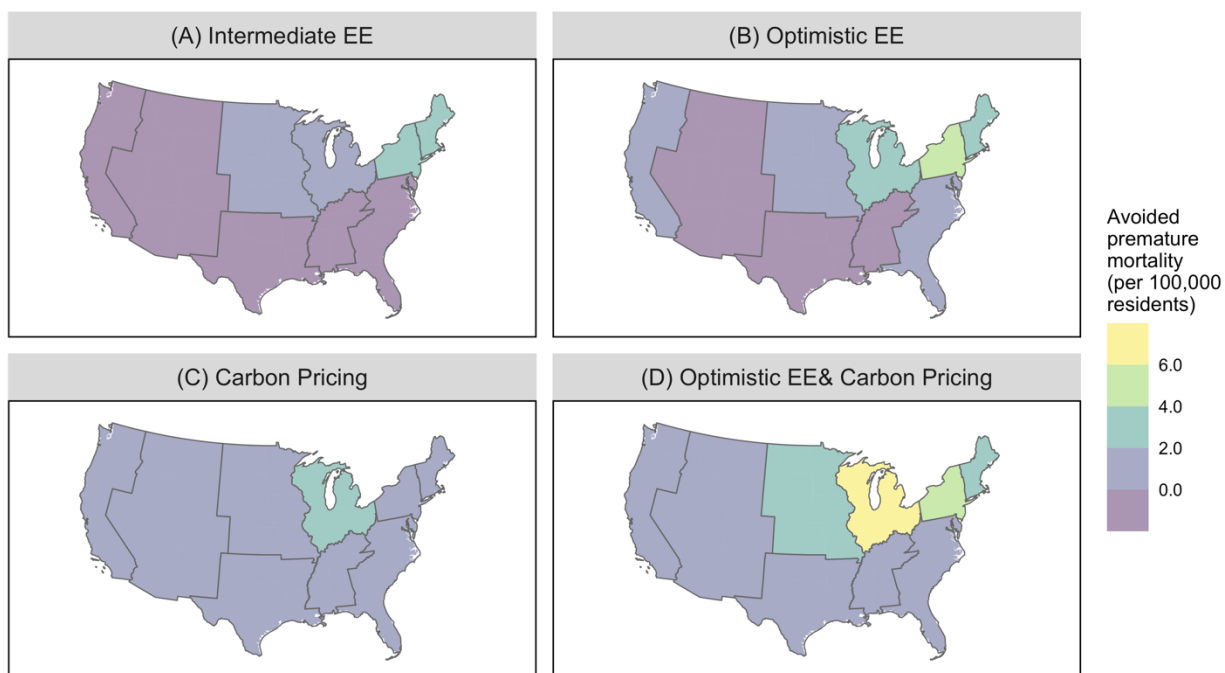 (A) Intermediate EE
(B) Optimistic EE
(C) Carbon Pricing
(D) Optimistic EE& Carbon Pricing
Avoided
premature
mortality
(per 100,000
residents)
6.0
4.0
2.0
0.0